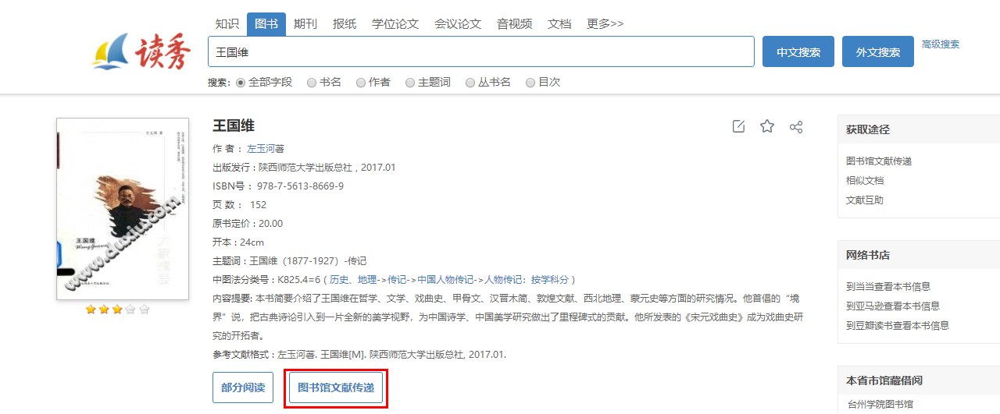 知识 图书 期刊 报纸 学位论文 会议论文 音视频 文档 更多>>
读秀
王国维 中文搜索 外文搜索 高级搜索
搜索: 全部字段 书名 作者 主题词 丛书名 目次
王国维
作 者 : 左玉河著
出版发行 : 陕西师范大学出版总社 , 2017.01
ISBN号 : 978-7-5613-8669-9
页 数 : 152
原书定价 : 20.00
开本 : 24cm
主题词 : 王国维（1877-1927）-传记
中图法分类号 : K825.4=6 ( 历史、地理->传记->中国人物传记->人物传记：按学科分 )
内容提要: 本书简要介绍了王国维在哲学、文学、戏曲史、甲骨文、汉晋木简、敦煌文献、西北地理、蒙元史等方面的研究情况。他首倡的“境
界”说，把古典诗论引入到一片全新的美学视野，为中国诗学、中国美学研究做出了里程碑式的贡献。他所发表的《宋元戏曲史》成为戏曲史研
究的开拓者。
参考文献格式 : 左玉河著. 王国维[M]. 陕西师范大学出版总社, 2017.01.
部分阅读 图书馆文献传递
王国维
www.duxiu.com
获取途径
图书馆文献传递
相似文档
文献互助
网络书店
到当当查看本书信息
到亚马逊查看本书信息
到豆瓣读书查看本书信息
本省市馆藏借阅
台州学院图书馆